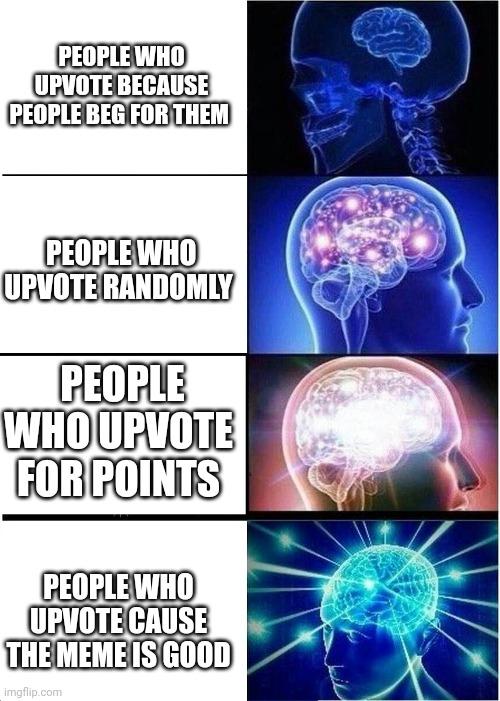 PEOPLE WHO
UPVOTE BECAUSE
PEOPLE BEG FOR THEM
PEOPLE WHO
UPVOTE RANDOMLY
PEOPLE
WHO UPVOTE
FOR POINTS
PEOPLE WHO
UPVOTE CAUSE
THE MEME IS GOOD
imgflip.com